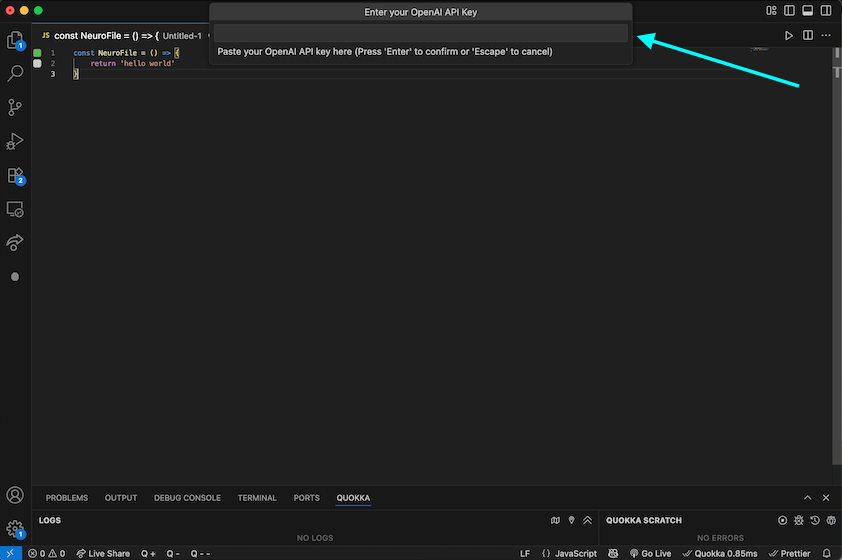 Enter your OpenAI API Key
Paste your OpenAI API key here (Press 'Enter' to confirm or 'Escape' to cancel)
JS const NeuroFile = () => { Untitled-1
1
1 const NeuroFile = () => {
2 return 'hello world'
3 }
2
PROBLEMS OUTPUT DEBUG CONSOLE TERMINAL PORTS QUOKKA
LOGS
QUOKKA SCRATCH
NO LOGS
NO ERRORS
1
0 0 Live Share Q + Q - Q - - LF {} JavaScript Go Live Quokka 0.85ms Prettier